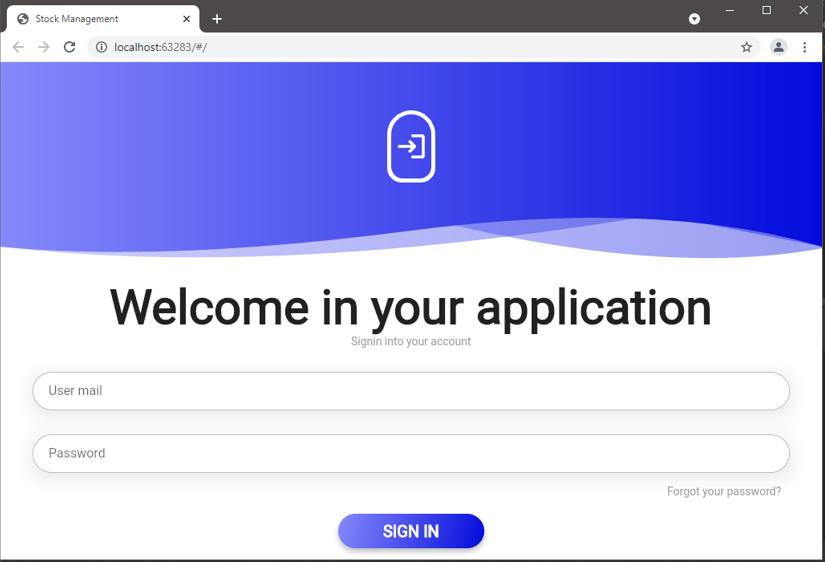 Stock Management
localhost:63283/#/
Welcome in your application
Signin into your account
User mail
Password
Forgot your password?
SIGN IN